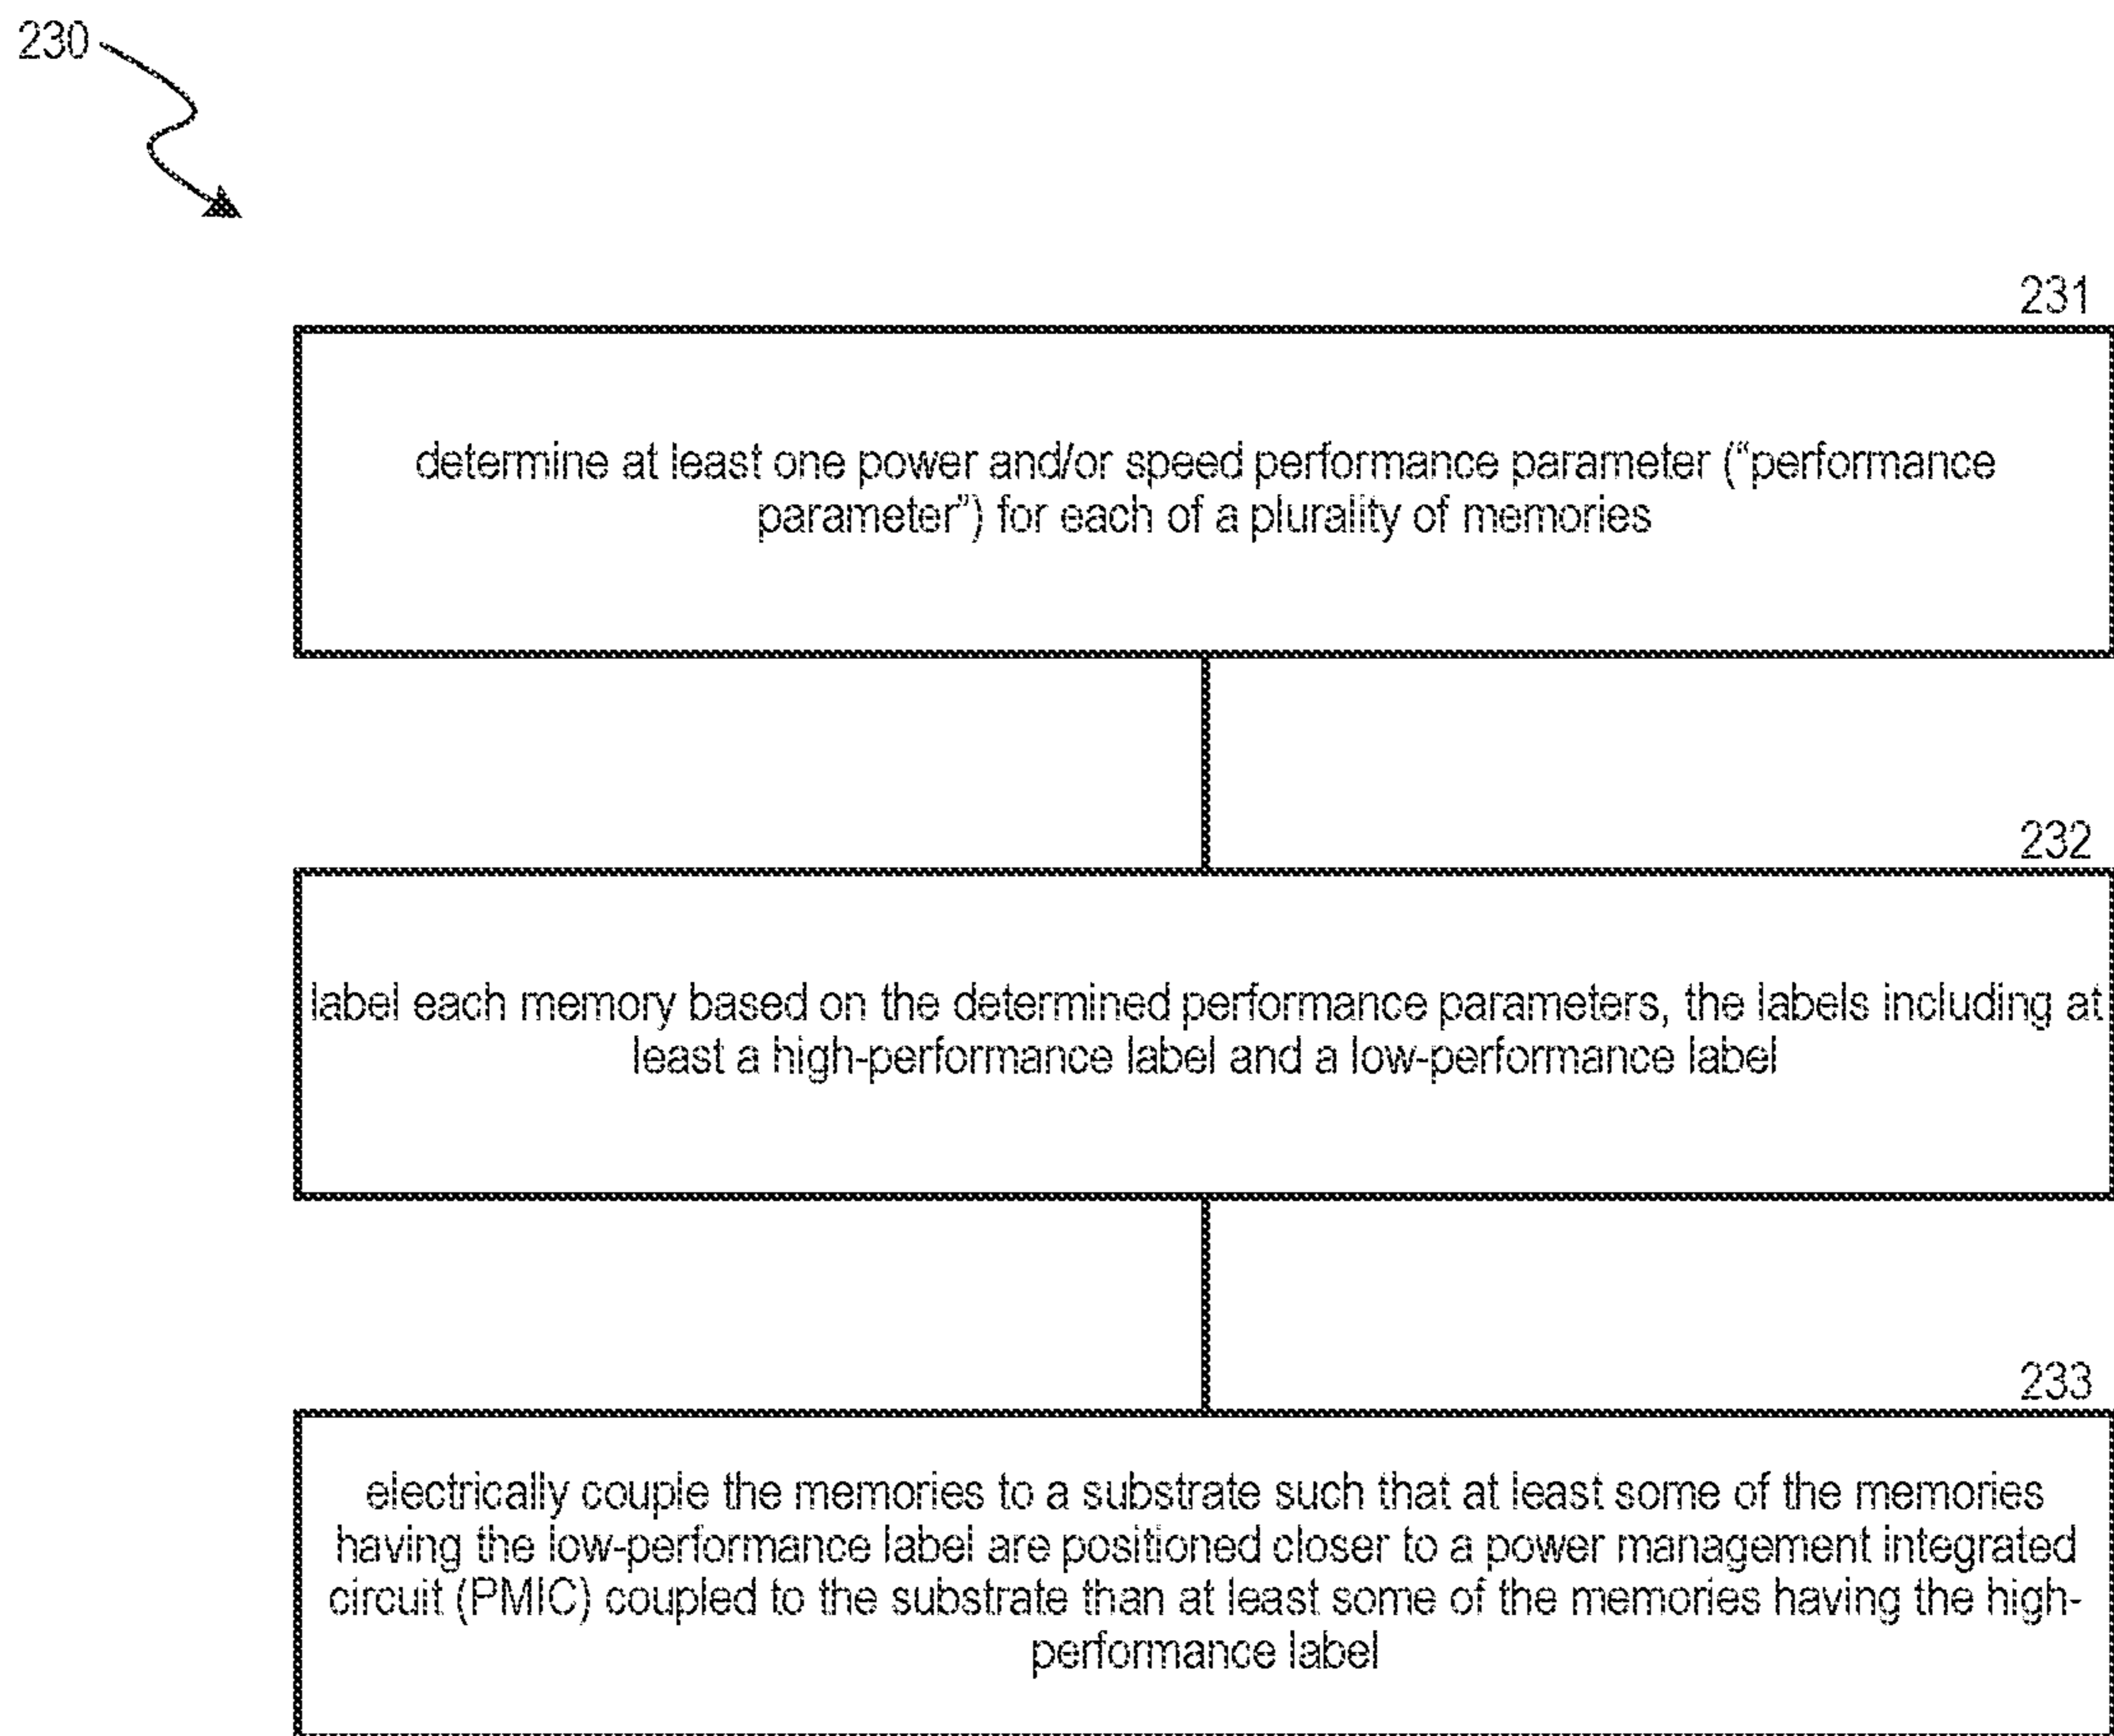 230
231
determine at least one power and/or speed performance parameter (“performance
parameter”) for each of a plurality of memories
232
label each memory based on the determined performance parameters, the labels including at
least a high-performance label and a low-performance label
233
electrically couple the memories to a substrate such that at least some of the memories
having the low-performance label are positioned closer to a power management integrated
circuit (PMIC) coupled to the substrate than at least some of the memories having the high-
performance label